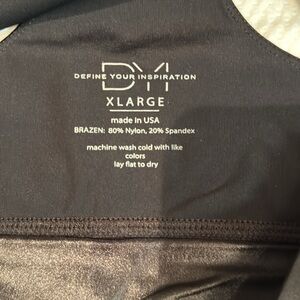 DYI
DEFINE YOUR INSPIRATION
XLARGE
made in USA
BRAZEN: 80% Nylon, 20% Spandex
machine wash cold with like
colors
lay flat to dry